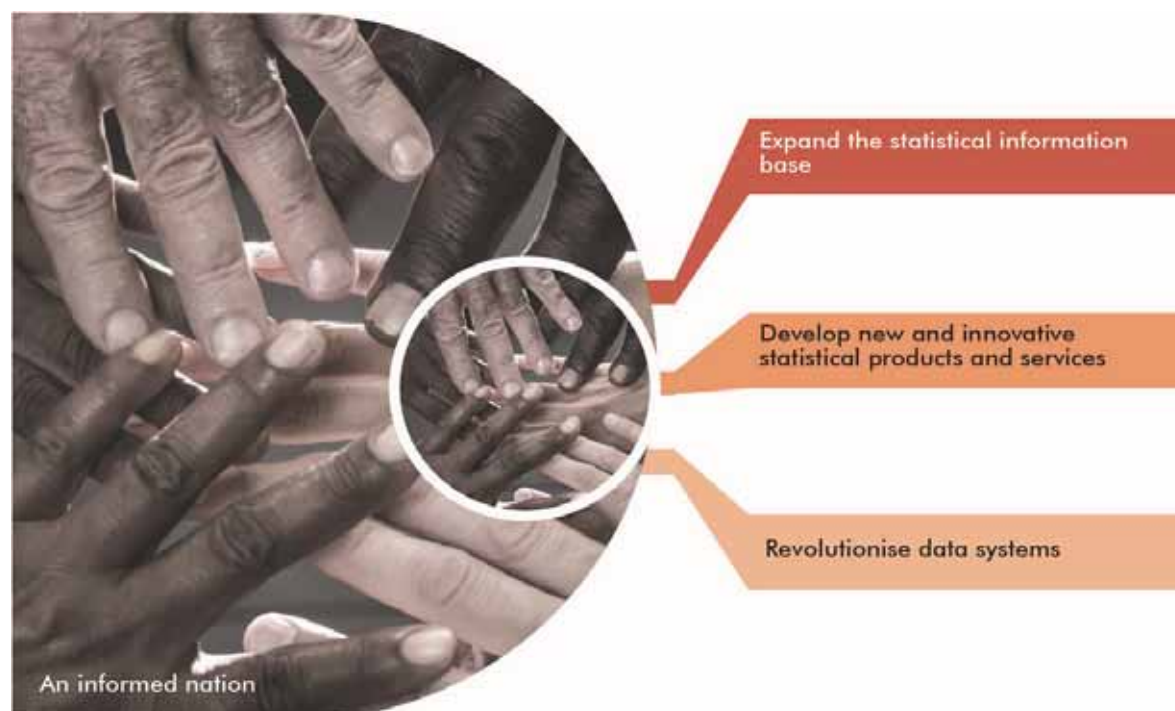 Expand the statistical information
base
Develop new and innovative
statistical products and services
Revolutionise data systems
An informed nation